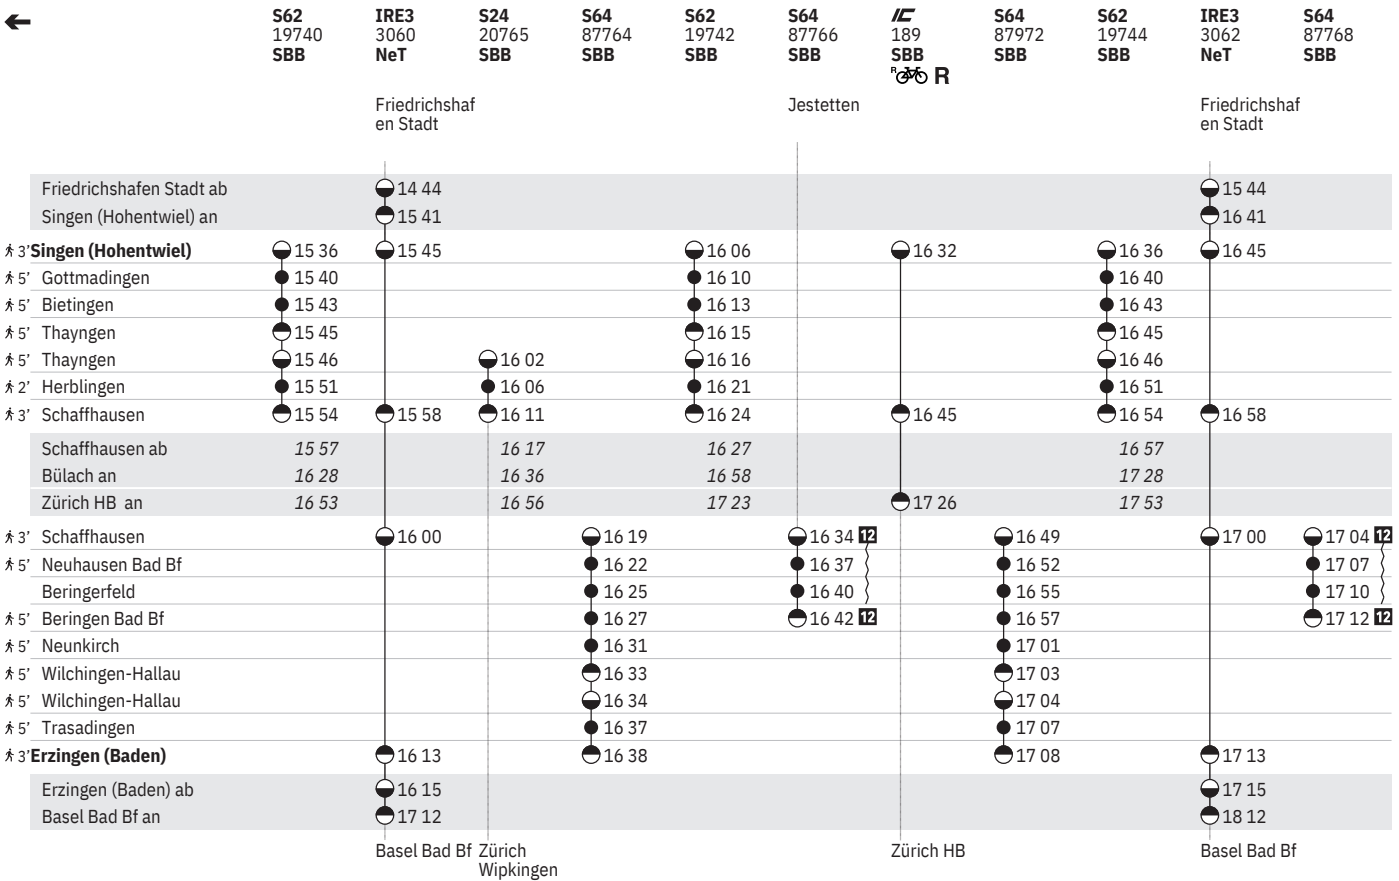 S62 IRE3 S24 S64 S62 S64 IC S64 S62 IRE3 S64
19740 3060 20765 87764 19742 87766 189 87972 19744 3062 87768
SBB NeT SBB SBB SBB SBB SBB SBB SBB NeT SBB
R R
Friedrichshaf Jestetten Friedrichshaf
en Stadt en Stadt
Friedrichshafen Stadt ab 14 44 15 44
Singen (Hohentwiel) an 15 41 16 41
3' Singen (Hohentwiel) 15 36 15 45 16 06 16 32 16 36 16 45
5' Gottmadingen 15 40 16 10 16 40
5' Bietingen 15 43 16 13 16 43
5' Thayngen 15 45 16 15 16 45
5' Thayngen 15 46 16 02 16 16 16 46
2' Herblingen 15 51 16 06 16 21 16 51
3' Schaffhausen 15 54 15 58 16 11 16 24 16 45 16 54 16 58
Schaffhausen ab 15 57 16 17 16 27 16 57
Bülach an 16 28 16 36 16 58 17 28
Zürich HB an 16 53 16 56 17 23 17 26 17 53
3' Schaffhausen 16 00 16 19 16 34 12 16 49 17 00 17 04 12
5' Neuhausen Bad Bf 16 22 16 37 16 52 17 07
Beringerfeld 16 25 16 40 16 55 17 10
5' Beringen Bad Bf 16 27 16 42 12 16 57 17 12 12
5' Neunkirch 16 31 17 01
5' Wilchingen-Hallau 16 33 17 03
5' Wilchingen-Hallau 16 34 17 04
5' Trasadingen 16 37 17 07
3' Erzingen (Baden) 16 13 16 38 17 08 17 13
Erzingen (Baden) ab 16 15 17 15
Basel Bad Bf an 17 12 18 12
Basel Bad Bf Zürich Zürich HB Basel Bad Bf
Wipkingen